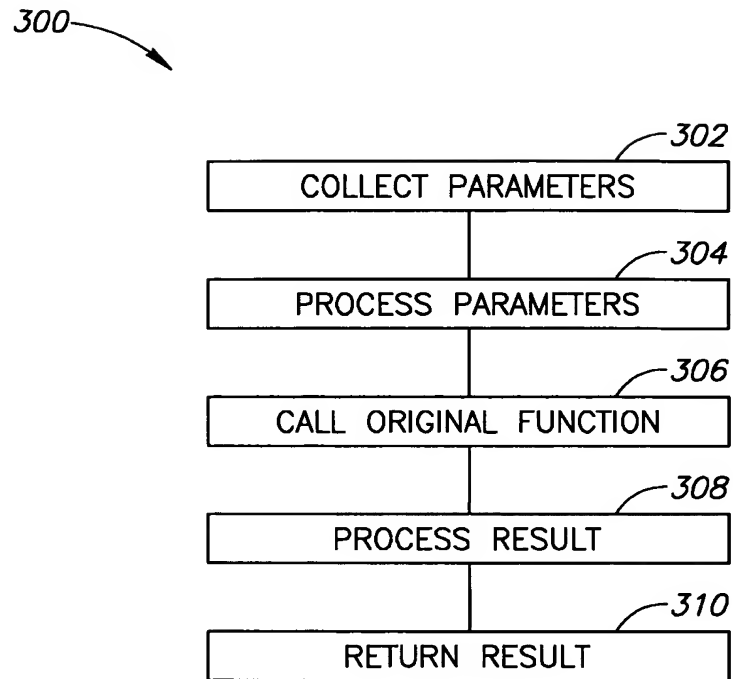 300
302
COLLECT PARAMETERS
304
PROCESS PARAMETERS
306
CALL ORIGINAL FUNCTION
308
PROCESS RESULT
310
RETURN RESULT